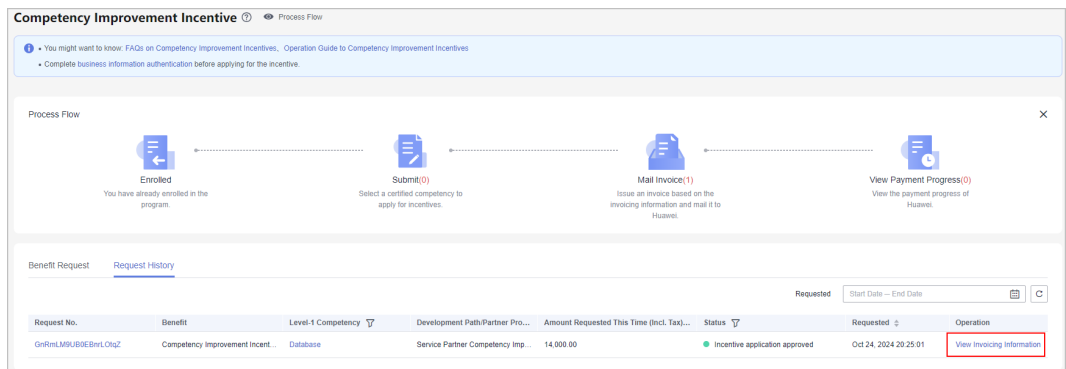 Competency Improvement Incentive Process Flow
• You might want to know: FAQs on Competency Improvement Incentives、Operation Guide to Competency Improvement Incentives
• Complete business information authentication before applying for the incentive.
Process Flow
Enrolled
You have already enrolled in the
program.
Submit(0)
Select a certified competency to
apply for incentives.
Mail Invoice(1)
Issue an invoice based on the
invoicing information and mail it to
Huawei.
View Payment Progress(0)
View the payment progress of
Huawei.
Benefit Request Request History
Requested Start Date — End Date
Request No. Benefit Level-1 Competency Development Path/Partner Pro... Amount Requested This Time (Incl. Tax)... Status Requested Operation
GnRmLM9UB0EBnrLOtqZ Competency Improvement Incent... Database Service Partner Competency Imp... 14,000.00 Incentive application approved Oct 24, 2024 20:25:01 View Invoicing Information